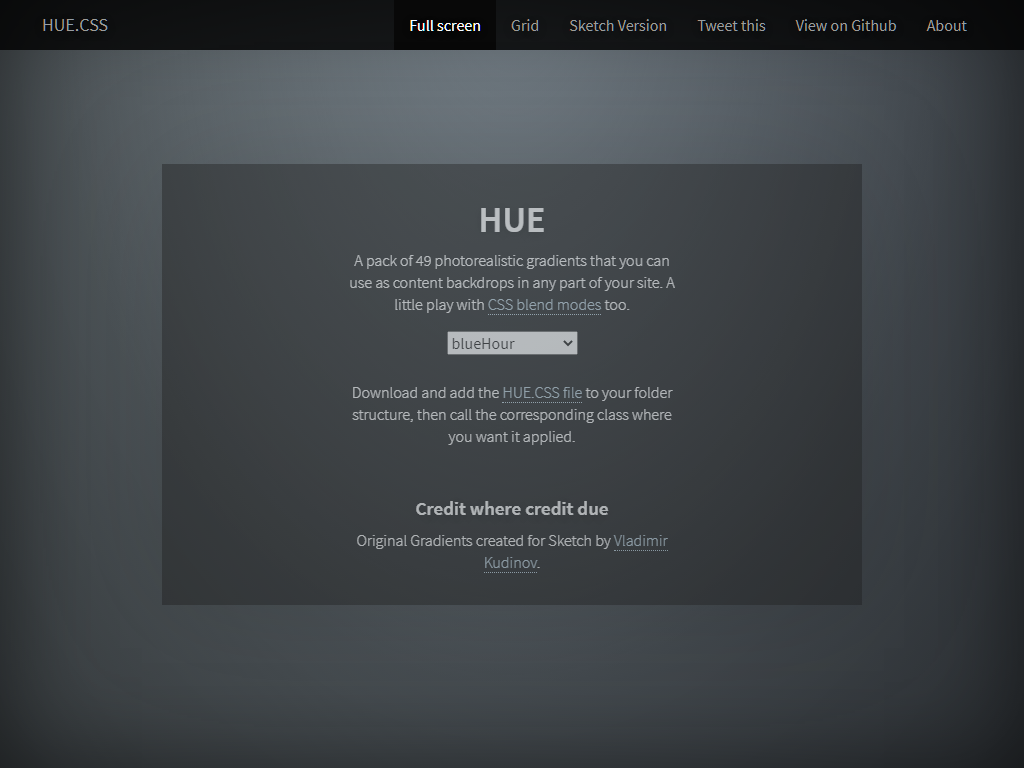 HUE.CSS
Full screen
Grid
Sketch Version
Tweet this
View on Github
About
HUE
A pack of 49 photorealistic gradients that you can
use as content backdrops in any part of your site. A
little play with CSS blend modes too.
blueHour
Download and add the HUE.CSS file to your folder
structure, then call the corresponding class where
you want it applied.
Credit where credit due
Original Gradients created for Sketch by Vladimir
Kudinov.